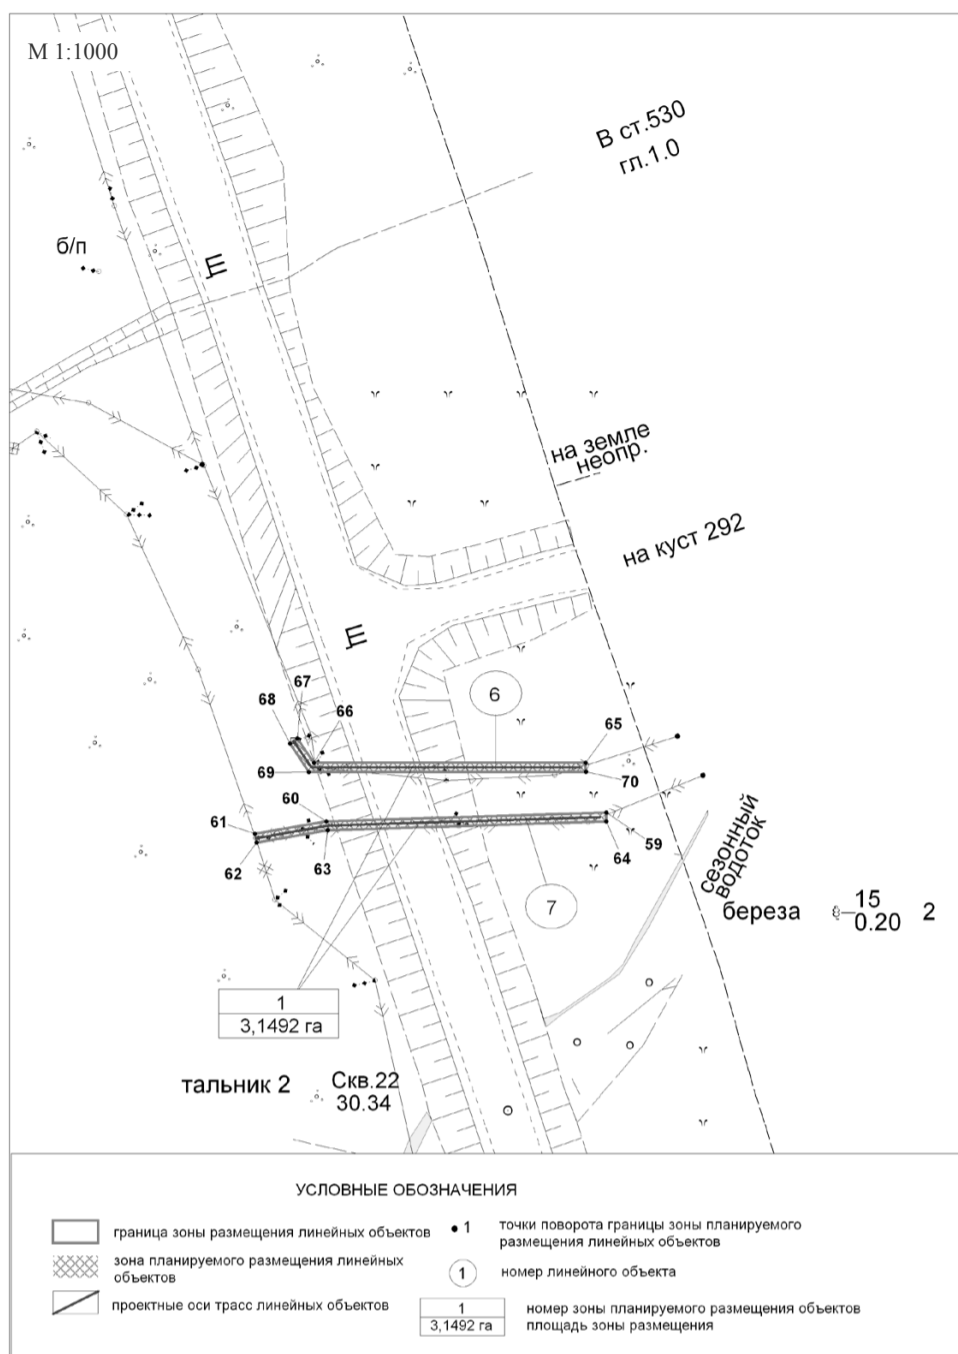 М 1:1000
В ст.530
гл.1.0
б/п
на земле
неопр.
на куст 292
67
68
66
6
65
69
70
60
61
59
62
63
64
7
сезонный
водоток
береза 15 2
0.20
1
3,1492 га
тальник 2
Скв.22
30.34
УСЛОВНЫЕ ОБОЗНАЧЕНИЯ
граница зоны размещения линейных объектов
зона планируемого размещения линейных
объектов
проектные оси трасс линейных объектов
1 точки поворота границы зоны планируемого
размещения линейных объектов
1 номер линейного объекта
1
3,1492 га
номер зоны планируемого размещения объектов
площадь зоны размещения